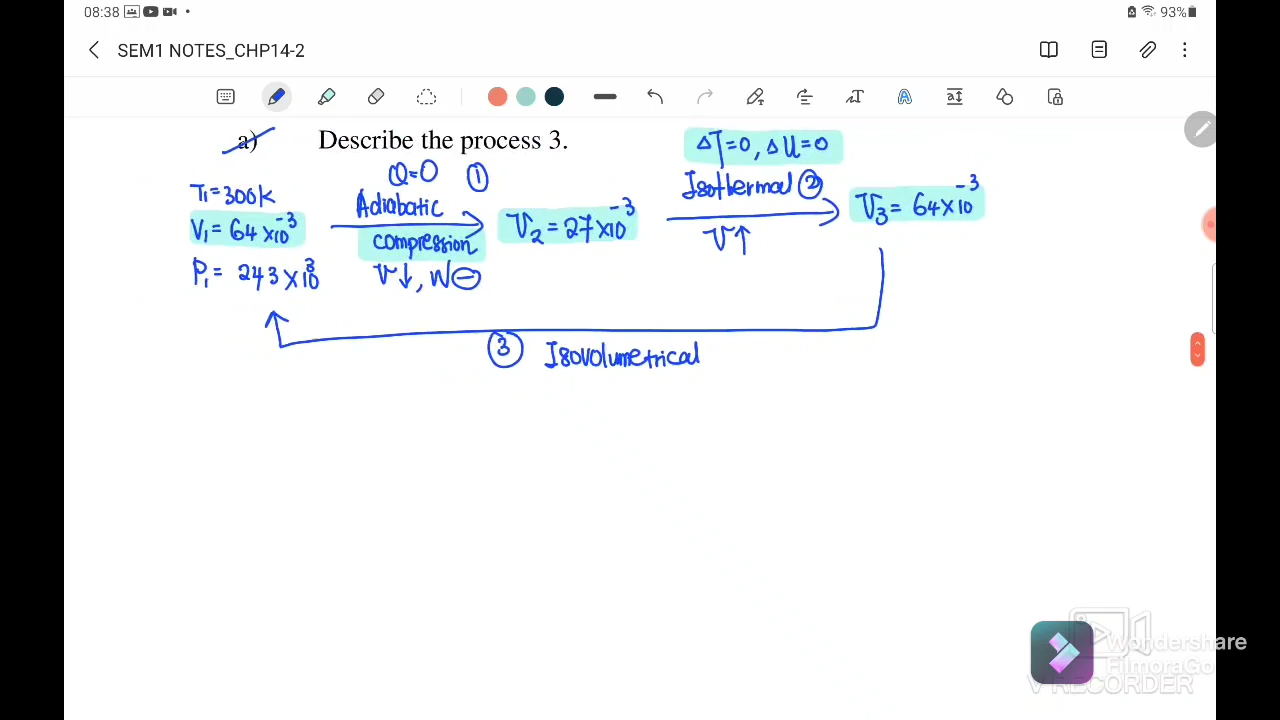 08:38
93%
SEM1 NOTES_CHP14-2
a) Describe the process 3.
ΔT=0, ΔU=0
Q=0 ①
T₁=300K
Adiabatic
Isothermal ②
V₁= 64×10⁻³
V₂= 27×10⁻³
V₃= 64×10⁻³
compression
V↑
P₁= 243×10³
V↓, W⊖
③ Isovolumetrical
Wondershare
FilmoraGo
V RECORDER